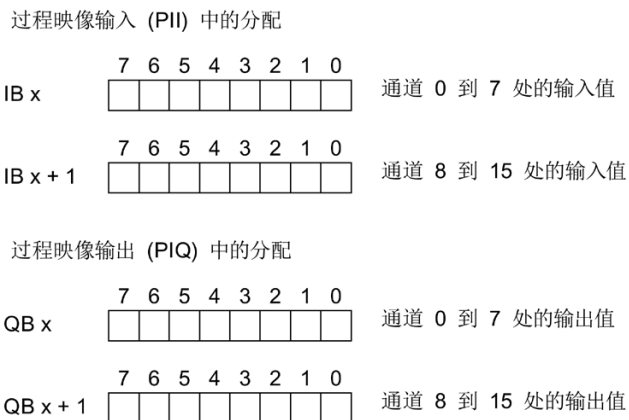 过程映像输入 (PII) 中的分配
7 6 5 4 3 2 1 0
IB x
通道 0 到 7 处的输入值
7 6 5 4 3 2 1 0
IB x + 1
通道 8 到 15 处的输入值
过程映像输出 (PIQ) 中的分配
7 6 5 4 3 2 1 0
QB x
通道 0 到 7 处的输出值
7 6 5 4 3 2 1 0
QB x + 1
通道 8 到 15 处的输出值